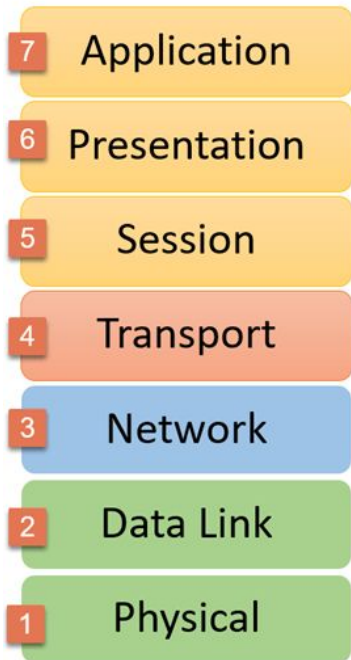 7 Application
6 Presentation
5 Session
4 Transport
3 Network
2 Data Link
1 Physical